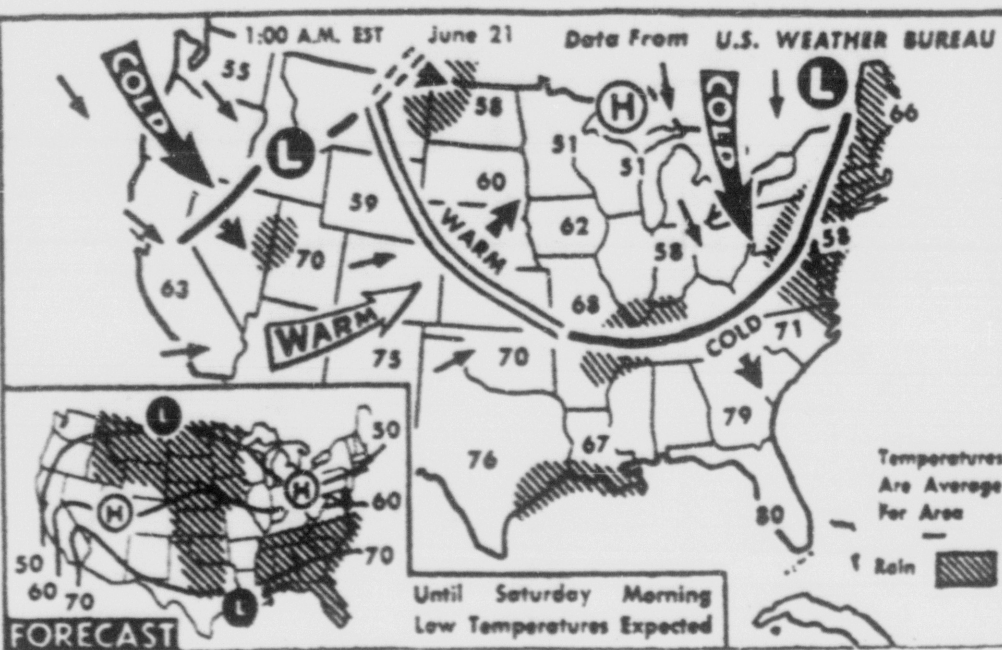 1:00 A.M. EST June 21 Data From U.S. WEATHER BUREAU
COLD
55
L
58
H
COLD
L
66
51
51
60
59
WARM
62
58
58
70
63
68
WARM
75
70
COLD
71
79
76
67
80
Temperatures
Are Average
For Area
Rain
L
50
H
H
60
70
50
60
70
L
FORECAST
Until Saturday Morning
Low Temperatures Expected